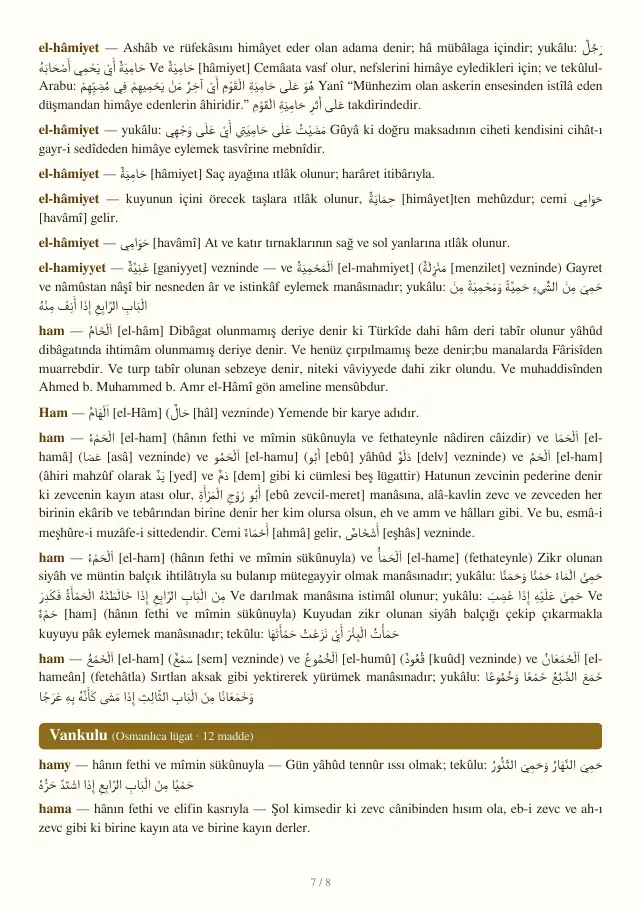 el-hâmiyet — Ashâb ve rüfekâsını himâyet eder olan adama denir; hâ mübâlaga içindir; yukâlu: رَجُلٌ
حَامِيَةٌ أَيْ يَحْمِي أَصْحَابَهُ Ve حَامِيَةٌ [hâmiyet] Cemâata vasf olur, nefslerini himâye eyledikleri için; ve tekûlul-
Arabu: هُوَ عَلَى حَامِيَةِ الْقَوْمِ أَيْ آخِرُ مَنْ يَحْمِيهِمْ فِي مُضِيِّهِمْ Yanî “Münhezim olan askerin ensesinden istîlâ eden
düşmandan himâye edenlerin âhiridir.” عَلَى أَثَرِ حَامِيَةِ الْقَوْمِ takdirindedir.
el-hâmiyet — yukâlu: مَضَيْتُ عَلَى حَامِيَتِي أَيْ عَلَى وَجْهِي Gûyâ ki doğru maksadının ciheti kendisini cihât-ı
gayr-i sedîdeden himâye eylemek tasvîrine mebnîdir.
el-hâmiyet — حَامِيَةٌ [hâmiyet] Saç ayağına ıtlâk olunur; harâret itibârıyla.
el-hâmiyet — kuyunun içini örecek taşlara ıtlâk olunur, حِمَايَةٌ [himâyet]ten mehûzdur; cemi حَوَامِي
[havâmî] gelir.
el-hâmiyet — حَوَامِي [havâmî] At ve katır tırnaklarının sağ ve sol yanlarına ıtlâk olunur.
el-hamiyyet — غَنِيَّةٌ [ganiyyet] vezninde — ve اَلْمَحْمِيَةُ [el-mahmiyet] (مَنْزِلَةٌ [menzilet] vezninde) Gayret
ve nâmûstan nâşî bir nesneden âr ve istinkâf eylemek manâsınadır; yukâlu: حَمِيَ مِنَ الشَّيءِ حَمِيَّةً وَمَحْمِيَةً مِنَ
الْبَابِ الرَّابِعِ إِذَا أَنِفَ مِنْهُ
ham — اَلْخَامُ [el-hâm] Dibâgat olunmamış deriye denir ki Türkîde dahi hâm deri tabîr olunur yâhûd
dibâgatında ihtimâm olunmamış deriye denir. Ve henüz çırpılmamış beze denir;bu manalarda Fârisîden
muarrebdir. Ve turp tabîr olunan sebzeye denir, niteki vâviyyede dahi zikr olundu. Ve muhaddisînden
Ahmed b. Muhammed b. Amr el-Hâmî gön ameline mensûbdur.
Ham — اَلْهَامُ [el-Hâm] (حَالٌ [hâl] vezninde) Yemende bir karye adıdır.
ham — اَلْحَمْءُ [el-ham] (hânın fethi ve mîmin sükûnuyla ve fethateynle nâdiren câizdir) ve اَلْحَمَا [el-
hamâ] (عَصَا [asâ] vezninde) ve اَلْحَمُو [el-hamu] (أَبُو [ebû] yâhûd دَلْوٌ [delv] vezninde) ve اَلْحَمُ [el-ham]
(âhiri mahzûf olarak يَدٌ [yed] ve دَمٌ [dem] gibi ki cümlesi beş lügattir) Hatunun zevcinin pederine denir
ki zevcenin kayın atası olur, أَبُو زَوْجِ الْمَرْأَةِ [ebû zevcil-meret] manâsına, alâ-kavlin zevc ve zevceden her
birinin ekârib ve tebârından birine denir her kim olursa olsun, eh ve amm ve hâlları gibi. Ve bu, esmâ-i
meşhûre-i muzâfe-i sittedendir. Cemi أَحْمَاءٌ [ahmâ] gelir, أَشْخَاصٌ [eşhâs] vezninde.
ham — اَلْحَمْءُ [el-ham] (hânın fethi ve mîmin sükûnuyla) ve اَلْحَمَأُ [el-hame] (fethateynle) Zikr olunan
siyâh ve müntin balçık ihtilâtıyla su bulanıp mütegayyir olmak manâsınadır; yukâlu: حَمِئَ الْمَاءُ حَمْئًا وَحَمَئًا
مِنَ الْبَابِ الرَّابِعِ إِذَا خَالَطَتْهُ الْحَمْأَةُ فَكَدِرَ Ve darılmak manâsına istimâl olunur; yukâlu: حَمِئَ عَلَيْهِ إِذَا غَضِبَ Ve
حَمْءٌ [ham] (hânın fethi ve mîmin sükûnuyla) Kuyudan zikr olunan siyâh balçığı çekip çıkarmakla
kuyuyu pâk eylemek manâsınadır; tekûlu: حَمَأْتُ الْبِئْرَ أَيْ نَزَعْتُ حَمْأَتَهَا
ham — اَلْخَمْعُ [el-ham] (سَمْعٌ [sem] vezninde) ve اَلْخُمُوعُ [el-humû] (قُعُودٌ [kuûd] vezninde) ve اَلْخَمَعَانُ [el-
hameân] (fetehâtla) Sırtlan aksak gibi yektirerek yürümek manâsınadır; yukâlu: خَمَعَ الضَّبُعُ خَمْعًا وَخُمُوعًا
وَخَمَعَانًا مِنَ الْبَابِ الثَّالِثِ إِذَا مَشَى كَأَنَّهُ بِهِ عَرَجًا
Vankulu (Osmanlıca lügat · 12 madde)
hamy — hânın fethi ve mîmin sükûnuyla — Gün yâhûd tennûr ıssı olmak; tekûlu: حَمِيَ النَّهَارُ وَحَمِيَ التَّنُّورُ
حَمْيًا مِنَ الْبَابِ الرَّابِعِ إِذَا اشْتَدَّ حَرُّهُ
hama — hânın fethi ve elifin kasrıyla — Şol kimsedir ki zevc cânibinden hısım ola, eb-i zevc ve ah-ı
zevc gibi ki birine kayın ata ve birine kayın derler.
7 / 8